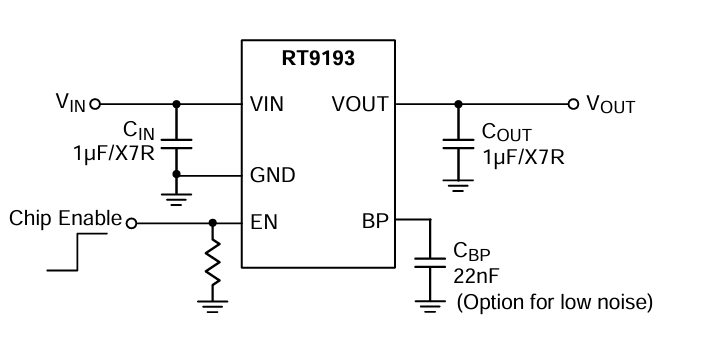 RT9193
VIN
VIN
VOUT
VOUT
CIN
1µF/X7R
COUT
1µF/X7R
GND
Chip Enable
EN
BP
CBP
22nF
(Option for low noise)